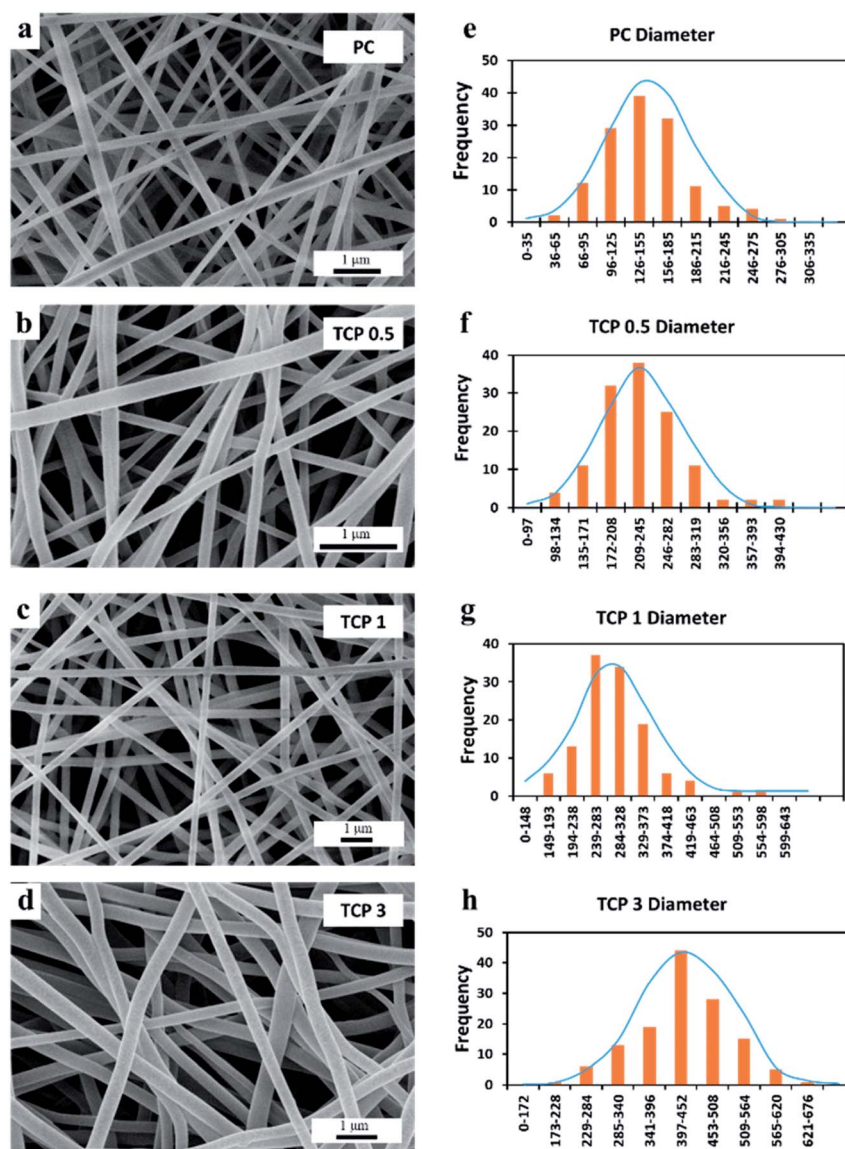 a
PC
1 µm
e
PC Diameter
Frequency
50
40
30
20
10
0
0-35
36-65
66-95
96-125
126-155
156-185
186-215
216-245
246-275
276-305
306-335
b
TCP 0.5
1 µm
f
TCP 0.5 Diameter
Frequency
40
30
20
10
0
0-97
98-134
135-171
172-208
209-245
246-282
283-319
320-356
357-393
394-430
c
TCP 1
1 µm
g
TCP 1 Diameter
Frequency
40
30
20
10
0
0-148
149-193
194-238
239-283
284-328
329-373
374-418
419-463
464-508
509-553
554-598
599-643
d
TCP 3
1 µm
h
TCP 3 Diameter
Frequency
50
40
30
20
10
0
0-172
173-228
229-284
285-340
341-396
397-452
453-508
509-564
565-620
621-676